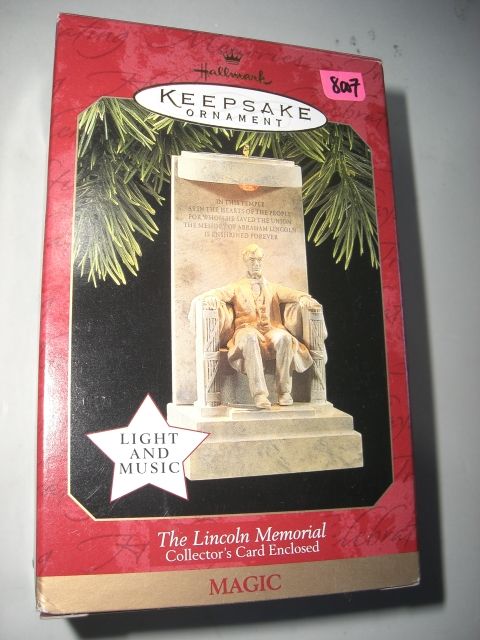 Hallmark
KEEPSAKE
ORNAMENT
8007
IN THIS TEMPLE
AS IN THE HEARTS OF THE PEOPLE
FOR WHOM HE SAVED THE UNION
THE MEMORY OF ABRAHAM LINCOLN
IS ENSHRINED FOREVER
LIGHT
AND
MUSIC
The Lincoln Memorial
Collector's Card Enclosed
MAGIC